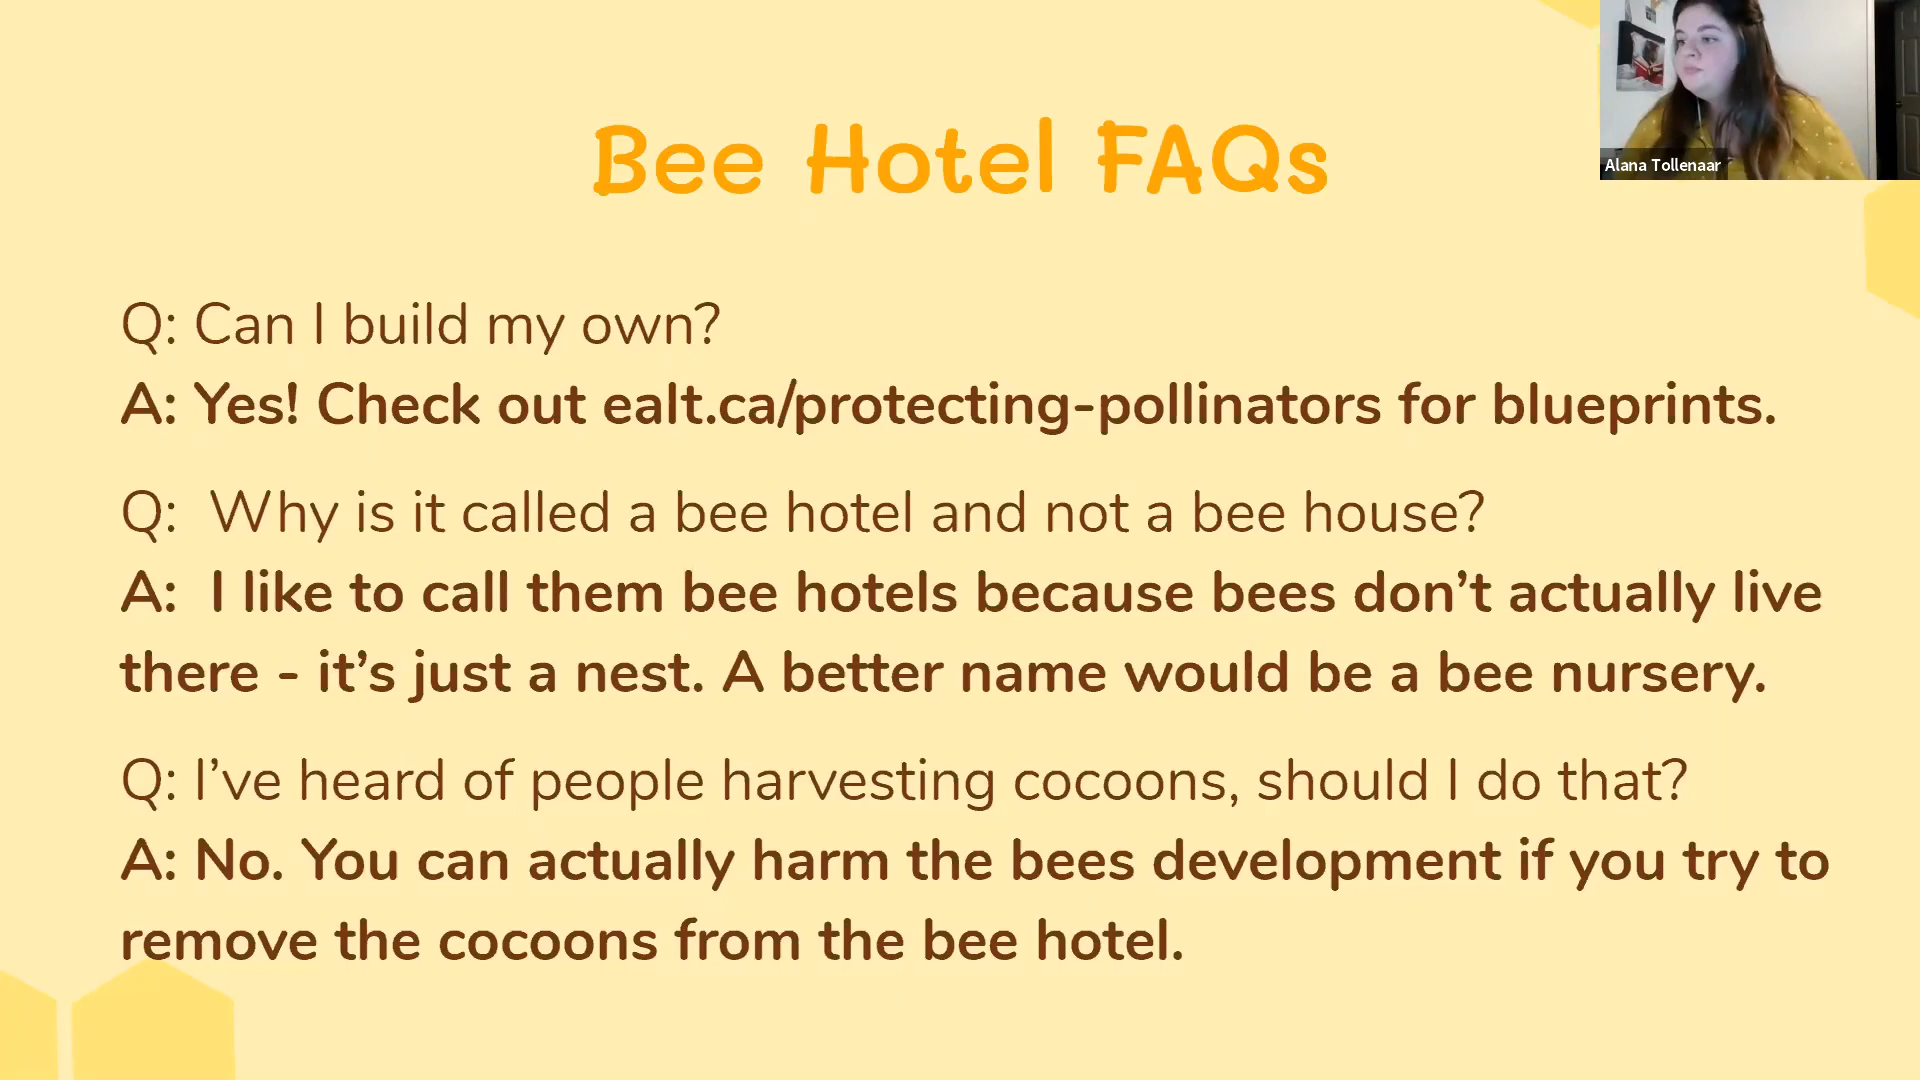 Bee Hotel FAQs
Alana Tollenaar
Q: Can I build my own?
A: Yes! Check out ealt.ca/protecting-pollinators for blueprints.
Q:  Why is it called a bee hotel and not a bee house?
A:  I like to call them bee hotels because bees don’t actually live
there - it’s just a nest. A better name would be a bee nursery.
Q: I’ve heard of people harvesting cocoons, should I do that?
A: No. You can actually harm the bees development if you try to
remove the cocoons from the bee hotel.